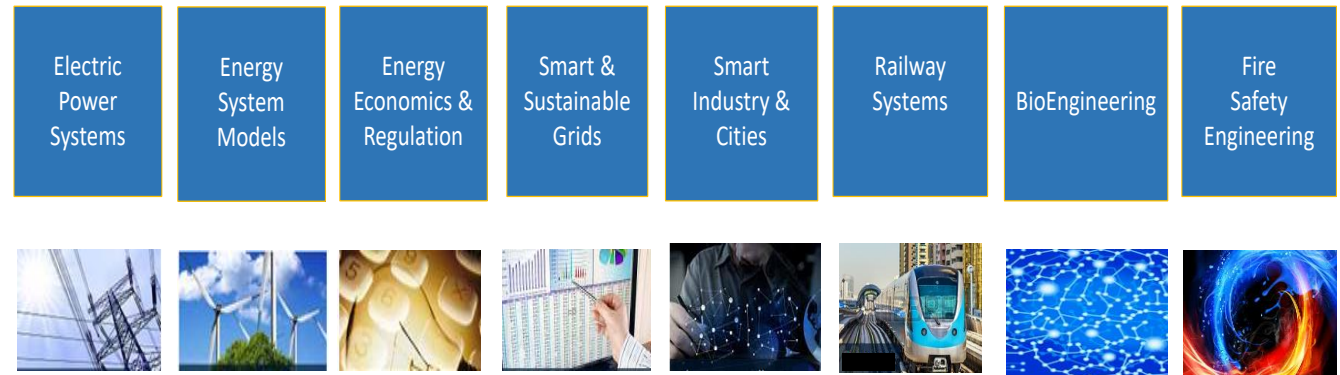 Electric
Power
Systems
Energy
System
Models
Energy
Economics &
Regulation
Smart &
Sustainable
Grids
Smart
Industry &
Cities
Railway
Systems
BioEngineering
Fire
Safety
Engineering